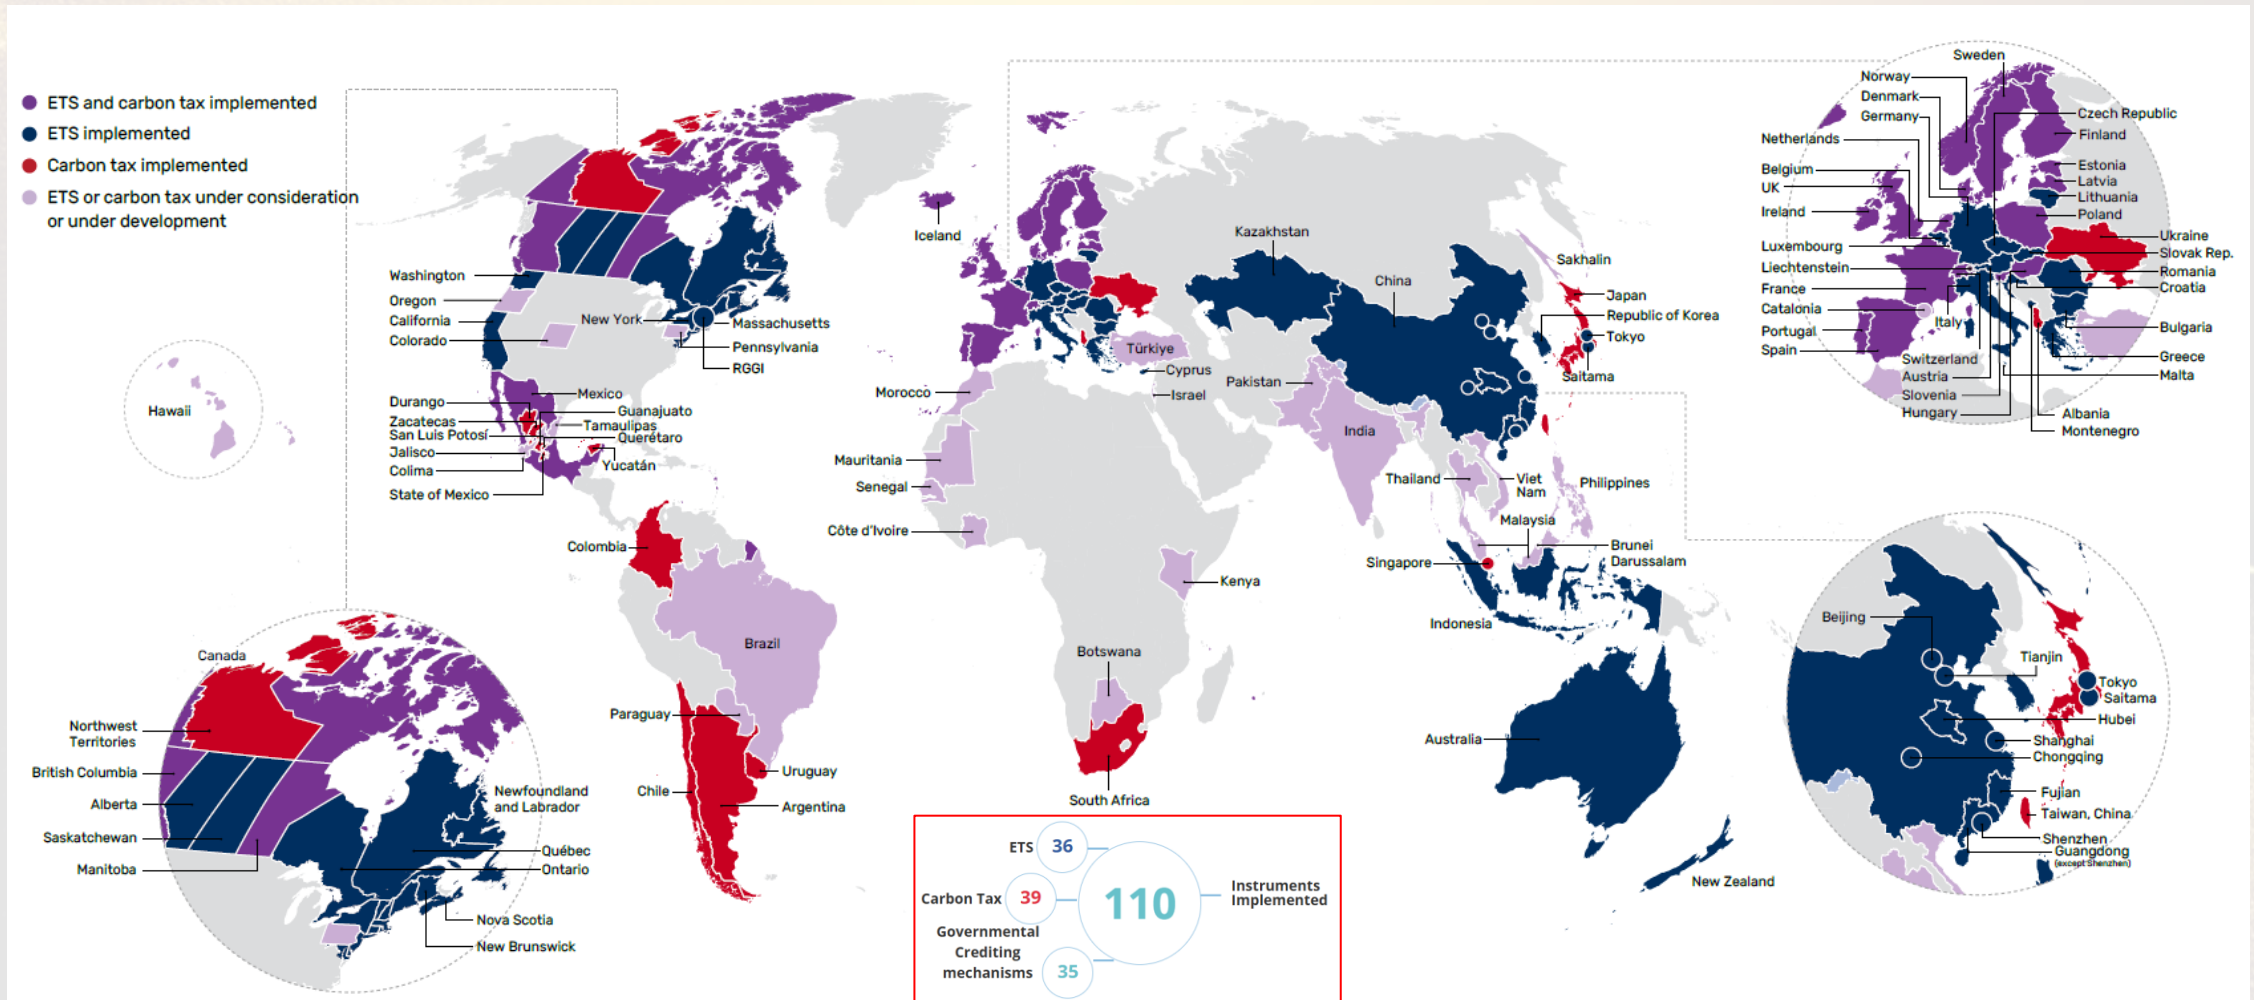 ETS and carbon tax implemented
ETS implemented
Carbon tax implemented
ETS or carbon tax under consideration
or under development
Hawaii
Washington
Oregon
California
Colorado
New York
Massachusetts
Pennsylvania
RGGI
Mexico
Durango
Zacatecas
San Luis Potosí
Jalisco
Colima
State of Mexico
Guanajuato
Tamaulipas
Querétaro
Yucatán
Colombia
Brazil
Paraguay
Chile
Uruguay
Argentina
Iceland
Morocco
Mauritania
Senegal
Côte d'Ivoire
Kenya
Botswana
South Africa
Türkiye
Cyprus
Israel
Pakistan
India
Kazakhstan
China
Sakhalin
Japan
Republic of Korea
Tokyo
Saitama
Thailand
Viet
Nam
Philippines
Malaysia
Brunei
Darussalam
Singapore
Indonesia
Australia
New Zealand
Sweden
Norway
Denmark
Germany
Netherlands
Belgium
UK
Ireland
Luxembourg
Liechtenstein
France
Catalonia
Portugal
Spain
Italy
Switzerland
Austria
Slovenia
Hungary
Czech Republic
Finland
Estonia
Latvia
Lithuania
Poland
Ukraine
Slovak Rep.
Romania
Croatia
Bulgaria
Greece
Malta
Albania
Montenegro
Canada
Northwest
Territories
British Columbia
Alberta
Saskatchewan
Manitoba
Newfoundland
and Labrador
Québec
Ontario
Nova Scotia
New Brunswick
Beijing
Tianjin
Tokyo
Saitama
Hubei
Shanghai
Chongqing
Fujian
Taiwan, China
Shenzhen
Guangdong
(except Shenzhen)
ETS 36
Carbon Tax 39
Governmental
Crediting
mechanisms 35
110
Instruments
Implemented